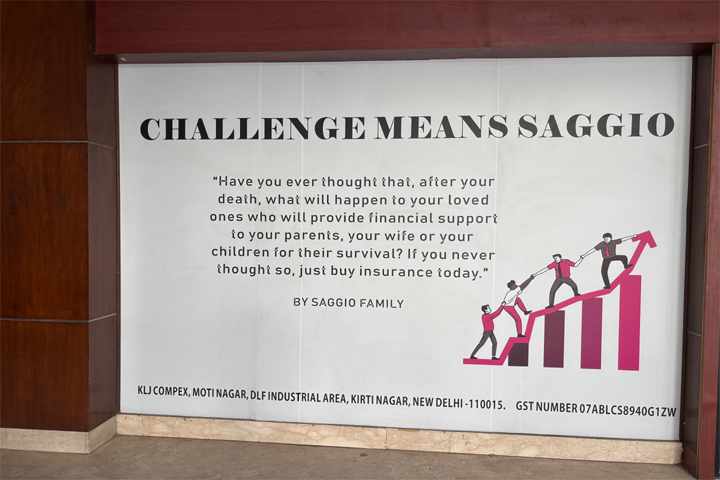 CHALLENGE MEANS SAGGIO
“Have you ever thought that, after your
death, what will happen to your loved
ones who will provide financial support
to your parents, your wife or your
children for their survival? If you never
thought so, just buy insurance today.”
BY SAGGIO FAMILY
KLJ COMPEX, MOTI NAGAR, DLF INDUSTRIAL AREA, KIRTI NAGAR, NEW DELHI -110015. GST NUMBER 07ABLCS8940G1ZW